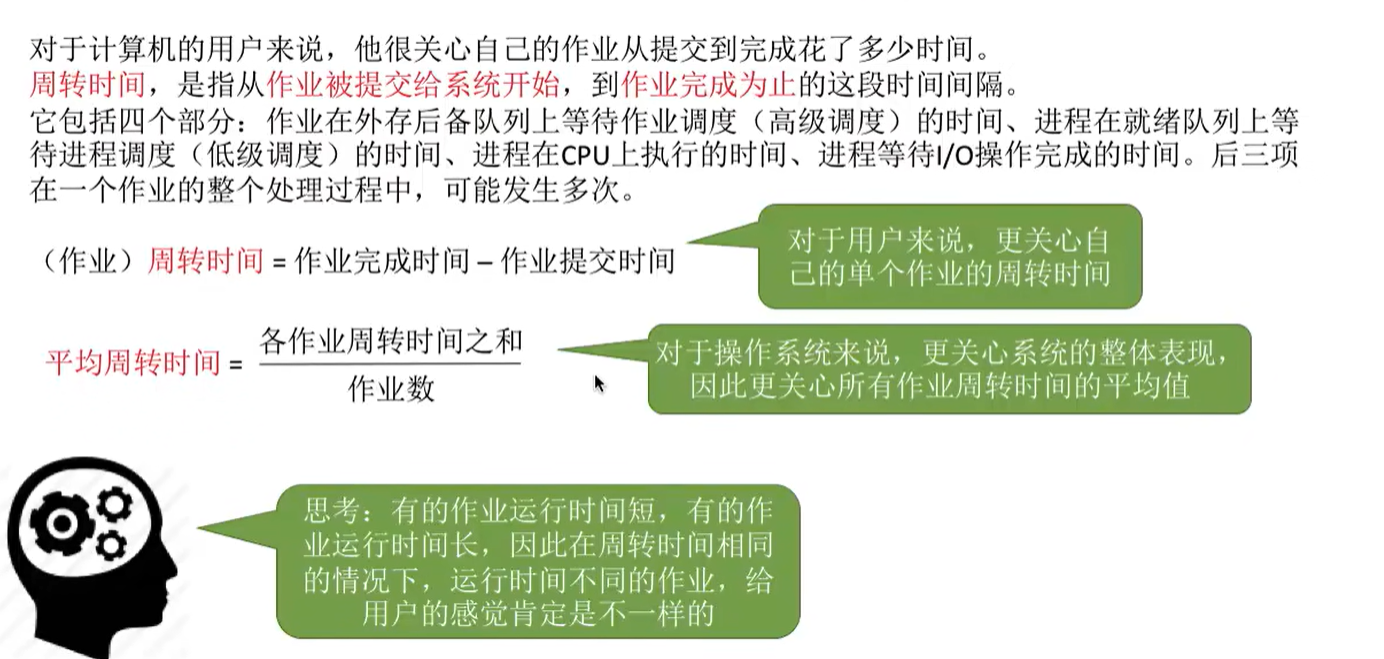 对于计算机的用户来说，他很关心自己的作业从提交到完成花了多少时间。
周转时间，是指从作业被提交给系统开始，到作业完成为止的这段时间间隔。
它包括四个部分：作业在外存后备队列上等待作业调度（高级调度）的时间、进程在就绪队列上等
待进程调度（低级调度）的时间、进程在CPU上执行的时间、进程等待I/O操作完成的时间。后三项
在一个作业的整个处理过程中，可能发生多次。
（作业）周转时间 = 作业完成时间 – 作业提交时间
对于用户来说，更关心自
己的单个作业的周转时间
平均周转时间 =
各作业周转时间之和
作业数
对于操作系统来说，更关心系统的整体表现，
因此更关心所有作业周转时间的平均值
思考：有的作业运行时间短，有的作
业运行时间长，因此在周转时间相同
的情况下，运行时间不同的作业，给
用户的感觉肯定是不一样的